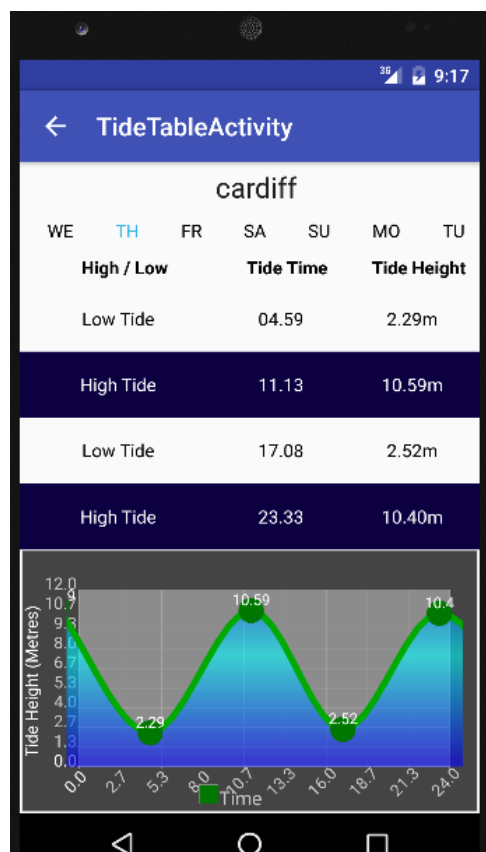 3G 9:17
TideTableActivity
cardiff
WE TH FR SA SU MO TU
High / Low Tide Time Tide Height
Low Tide 04.59 2.29m
High Tide 11.13 10.59m
Low Tide 17.08 2.52m
High Tide 23.33 10.40m
12.0
10.7
9.3
8.0
6.7
5.3
4.0
2.7
1.3
0.0
Tide Height (Metres)
9
2.29
10.59
2.52
10.4
0.0 2.7 5.3 8.0 10.7 13.3 16.0 18.7 21.3 24.0
Time